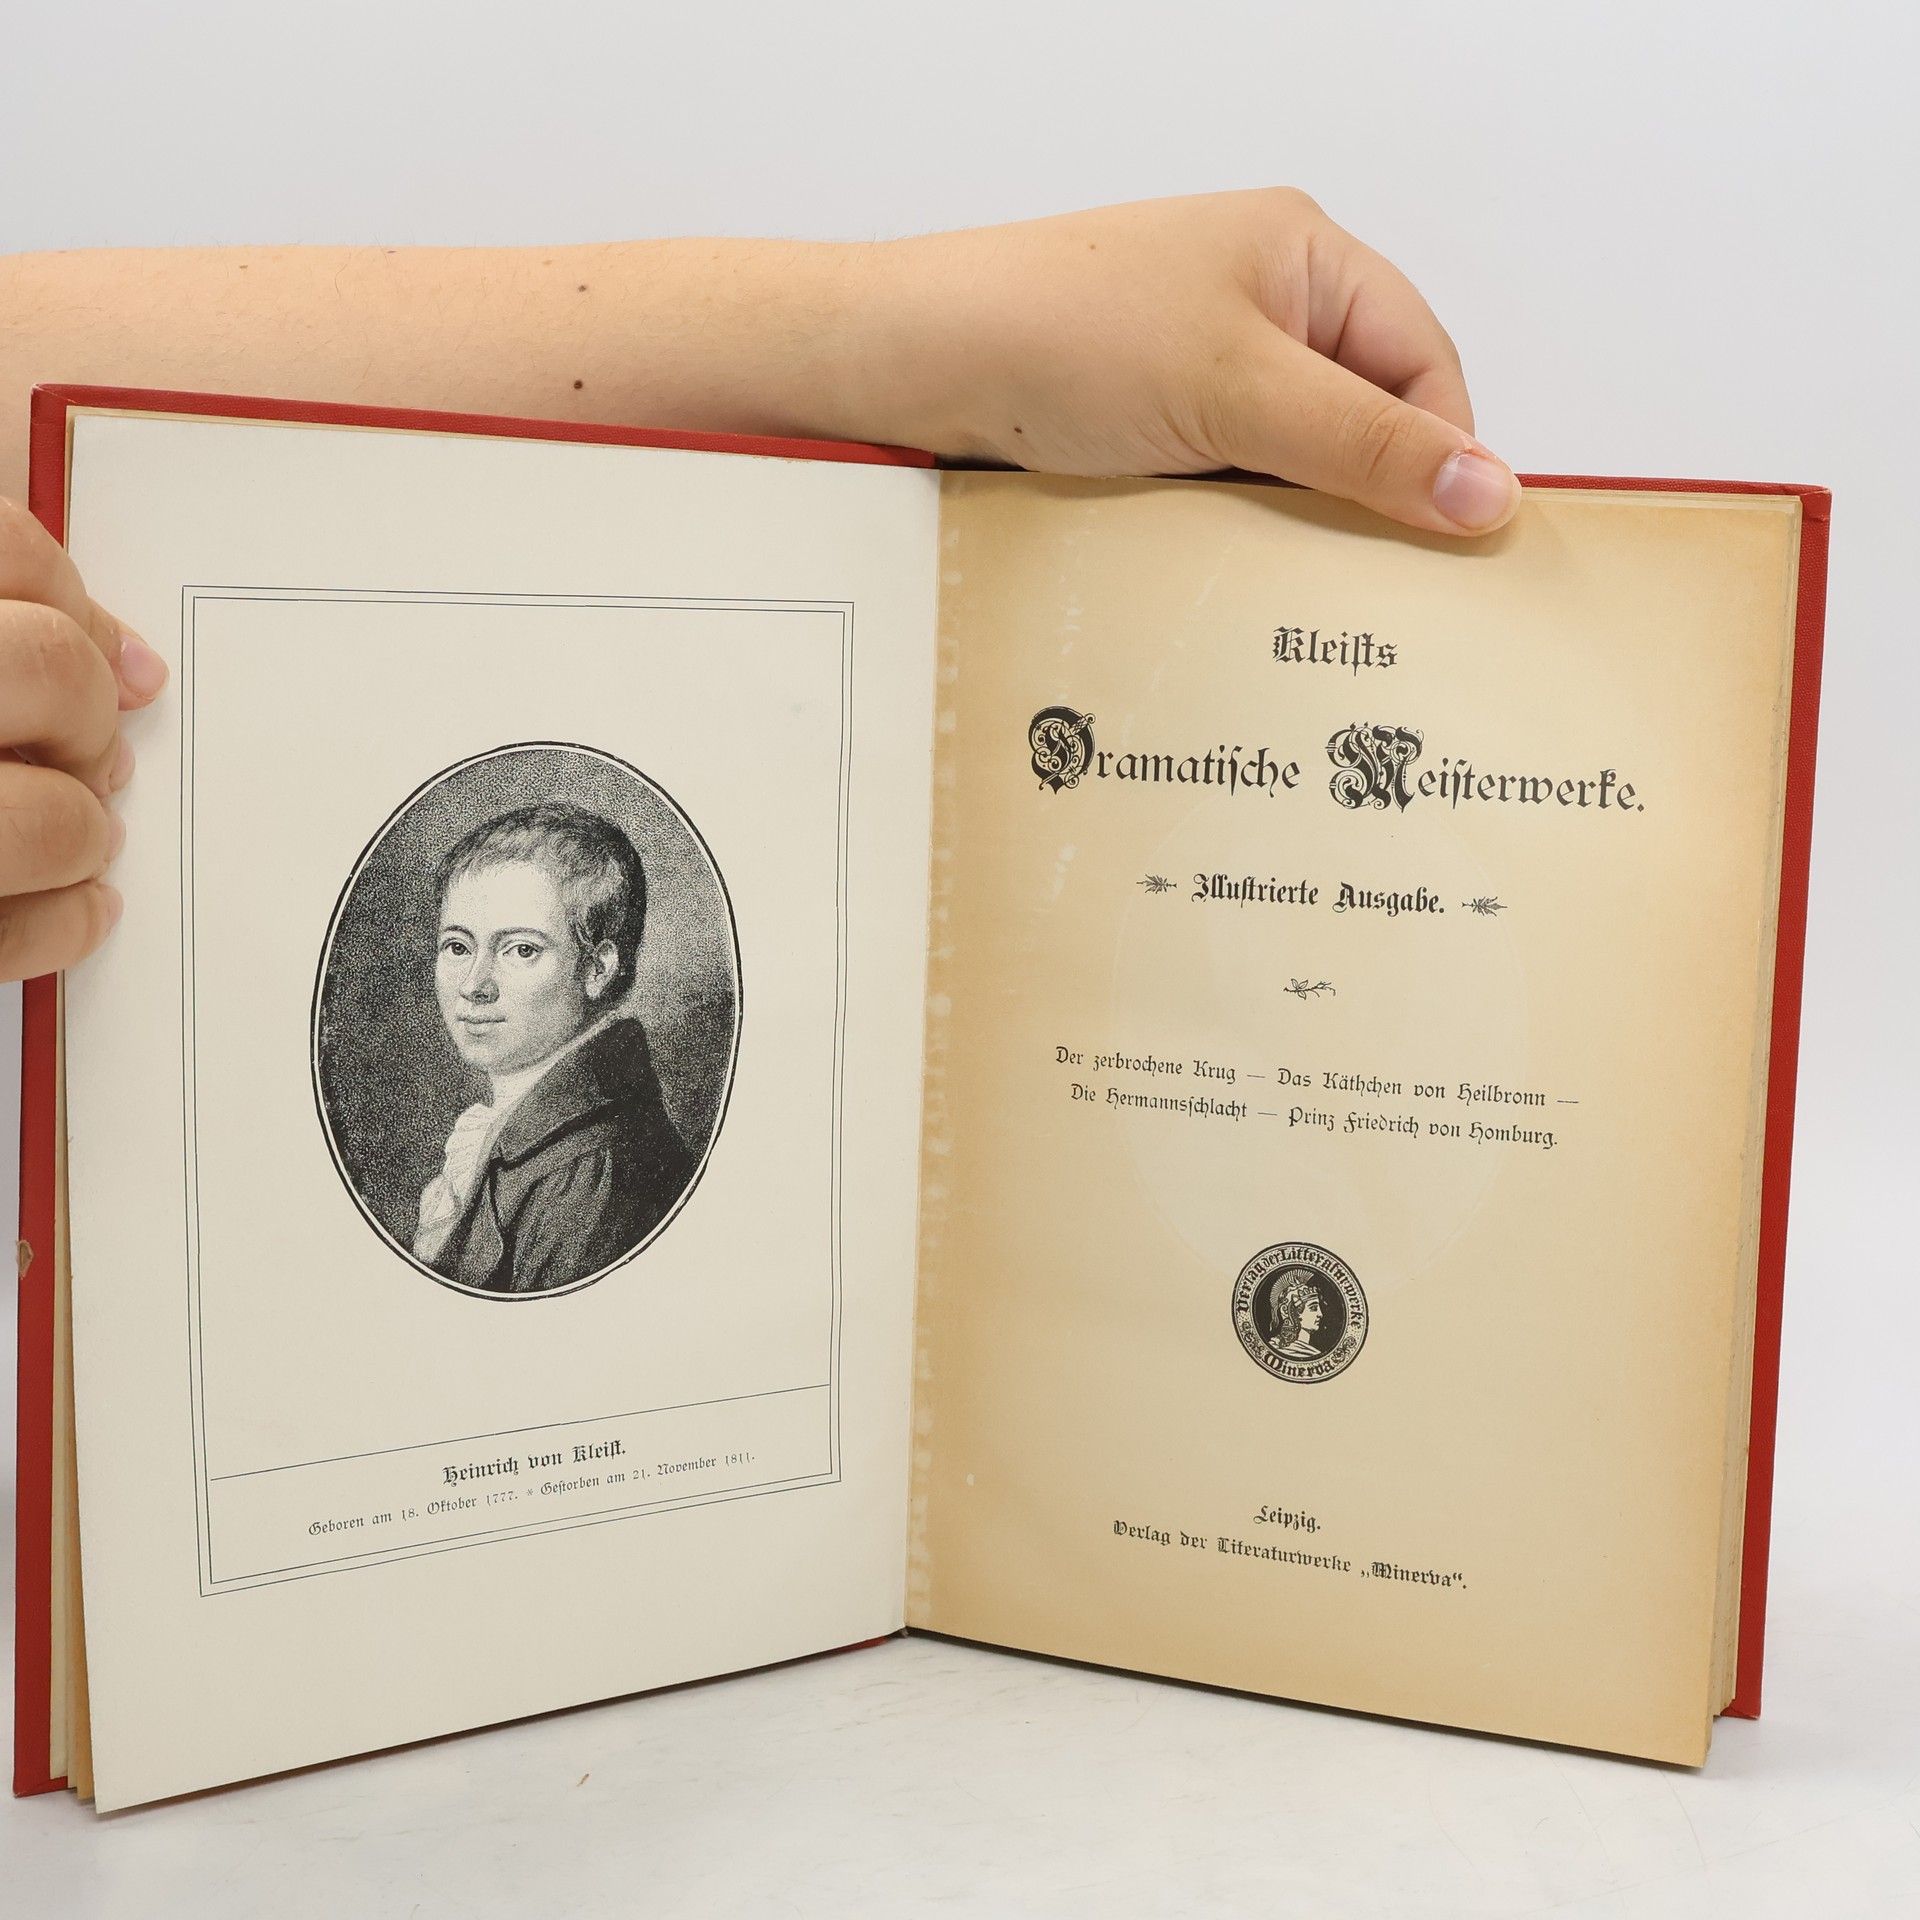 Heinrich von Kleiſt.
Geboren am 18. Oktober 1777. * Geſtorben am 21. November 1811.
Kleiſts
Dramatiſche Meiſterwerke.
Illuſtrierte Ausgabe.
Der zerbrochene Krug — Das Käthchen von Heilbronn —
Die Hermannsſchlacht — Prinz Friedrich von Homburg.
Verlag der Litteraturwerke
Minerva
Leipzig.
Verlag der Literaturwerke „Minerva“.